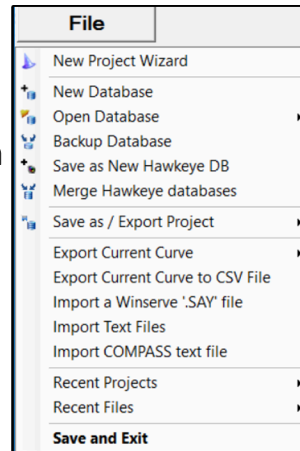 File
New Project Wizard
New Database
Open Database
Backup Database
Save as New Hawkeye DB
Merge Hawkeye databases
Save as / Export Project
Export Current Curve
Export Current Curve to CSV File
Import a Winserve '.SAY' file
Import Text Files
Import COMPASS text file
Recent Projects
Recent Files
Save and Exit